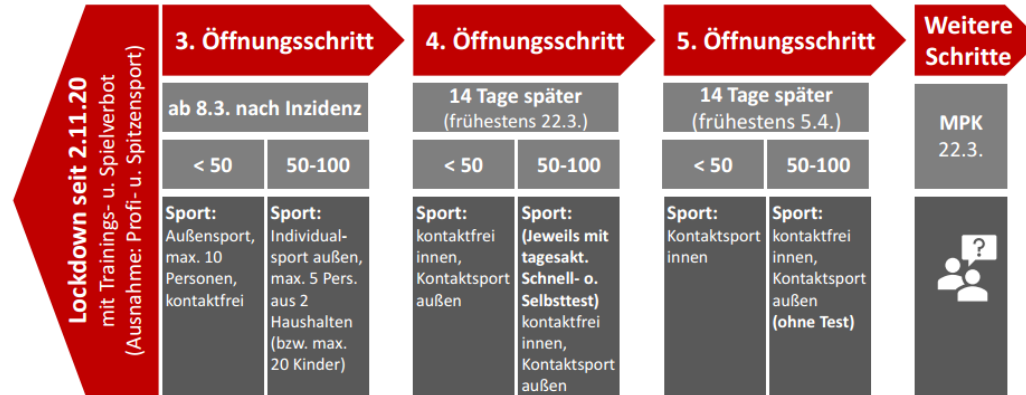 Lockdown seit 2.11.20
mit Trainings- u. Spielverbot
(Ausnahme: Profi- u. Spitzensport)
3. Öffnungsschritt
ab 8.3. nach Inzidenz
< 50
50-100
Sport:
Außensport,
max. 10
Personen,
kontaktfrei
Sport:
Individual-
sport außen,
max. 5 Pers.
aus 2
Haushalten
(bzw. max.
20 Kinder)
4. Öffnungsschritt
14 Tage später
(frühestens 22.3.)
< 50
50-100
Sport:
kontaktfrei
innen,
Kontaktsport
außen
Sport:
(Jeweils mit
tagesakt.
Schnell- o.
Selbsttest)
kontaktfrei
innen,
Kontaktsport
außen
5. Öffnungsschritt
14 Tage später
(frühestens 5.4.)
< 50
50-100
Sport:
Kontaktsport
innen
Sport:
kontaktfrei
innen,
Kontaktsport
außen
(ohne Test)
Weitere
Schritte
MPK
22.3.
?